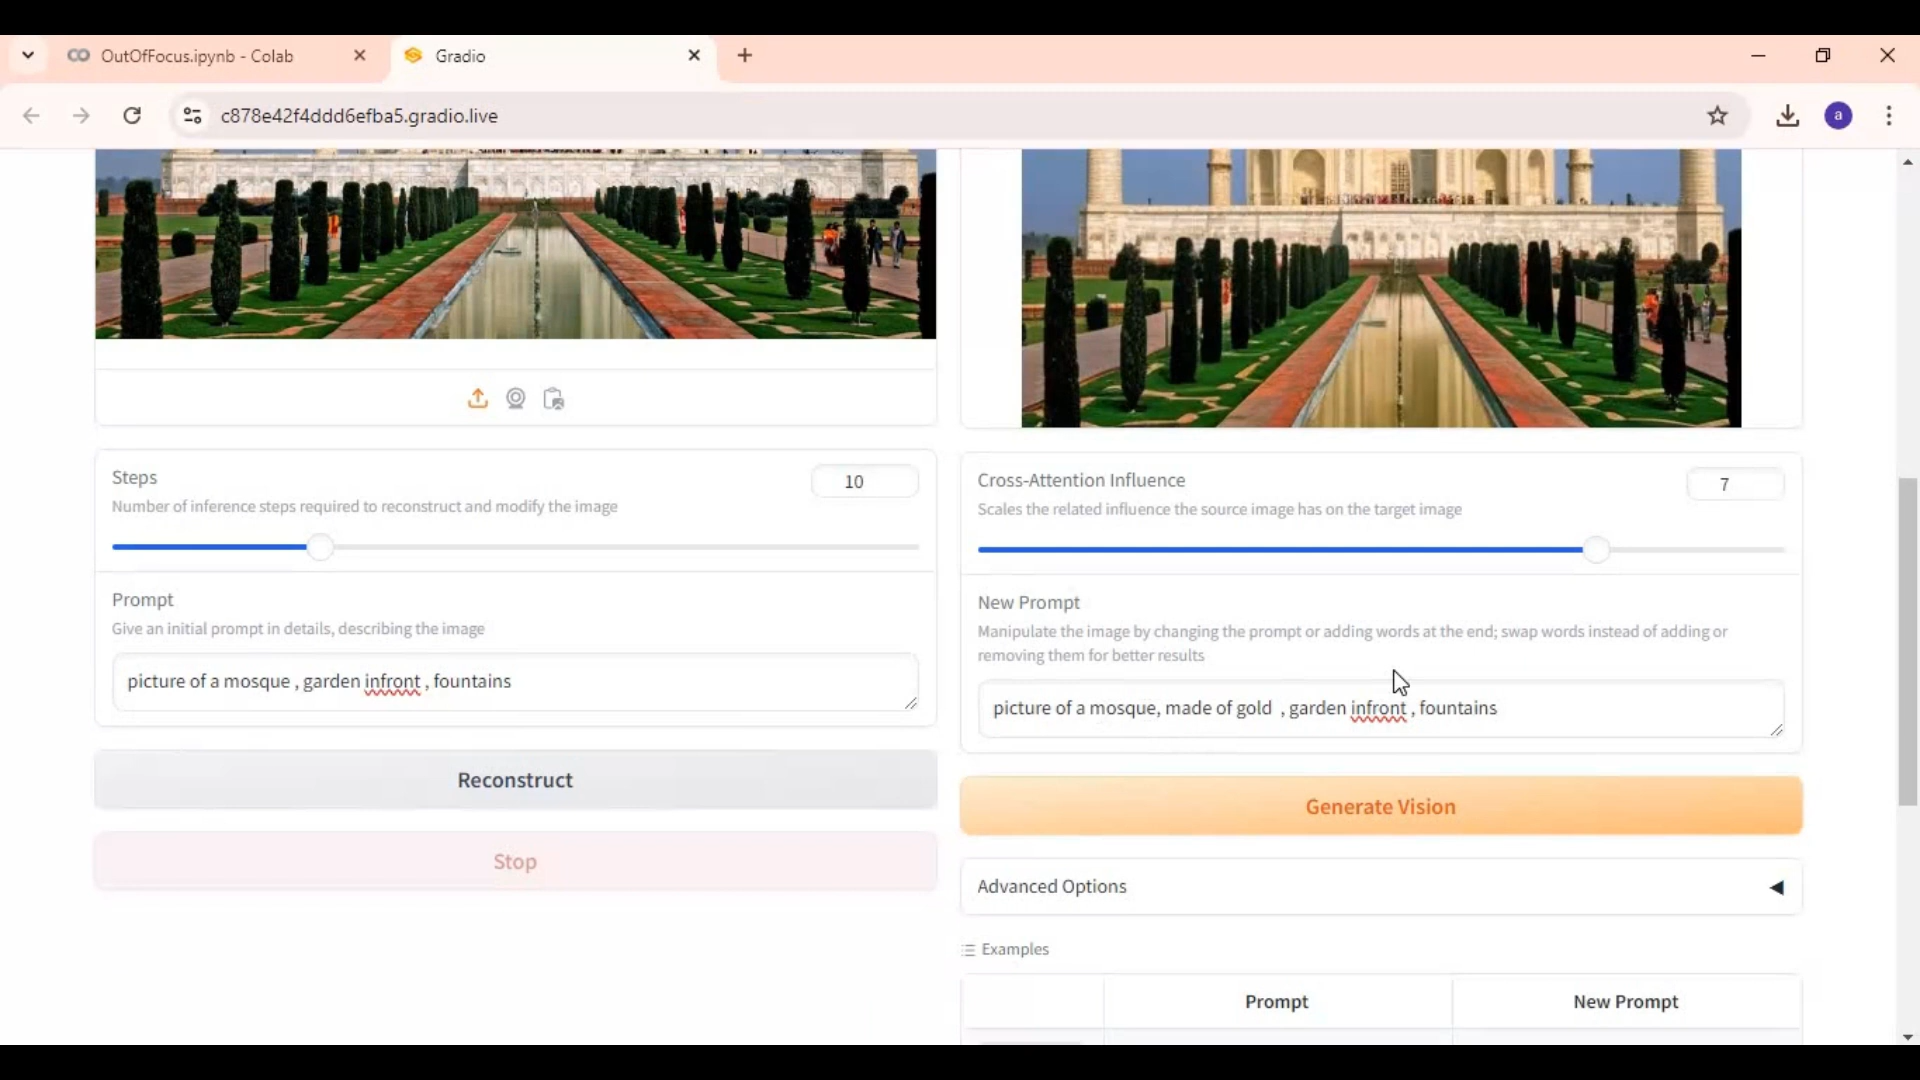 OutOfFocus.ipynb - Colab
Gradio
c878e42f4ddd6efba5.gradio.live
a
Steps
10
Number of inference steps required to reconstruct and modify the image
Prompt
Give an initial prompt in details, describing the image
picture of a mosque , garden infront , fountains
Reconstruct
Stop
Cross-Attention Influence
7
Scales the related influence the source image has on the target image
New Prompt
Manipulate the image by changing the prompt or adding words at the end; swap words instead of adding or
removing them for better results
picture of a mosque, made of gold , garden infront , fountains
Generate Vision
Advanced Options
Examples
Prompt
New Prompt